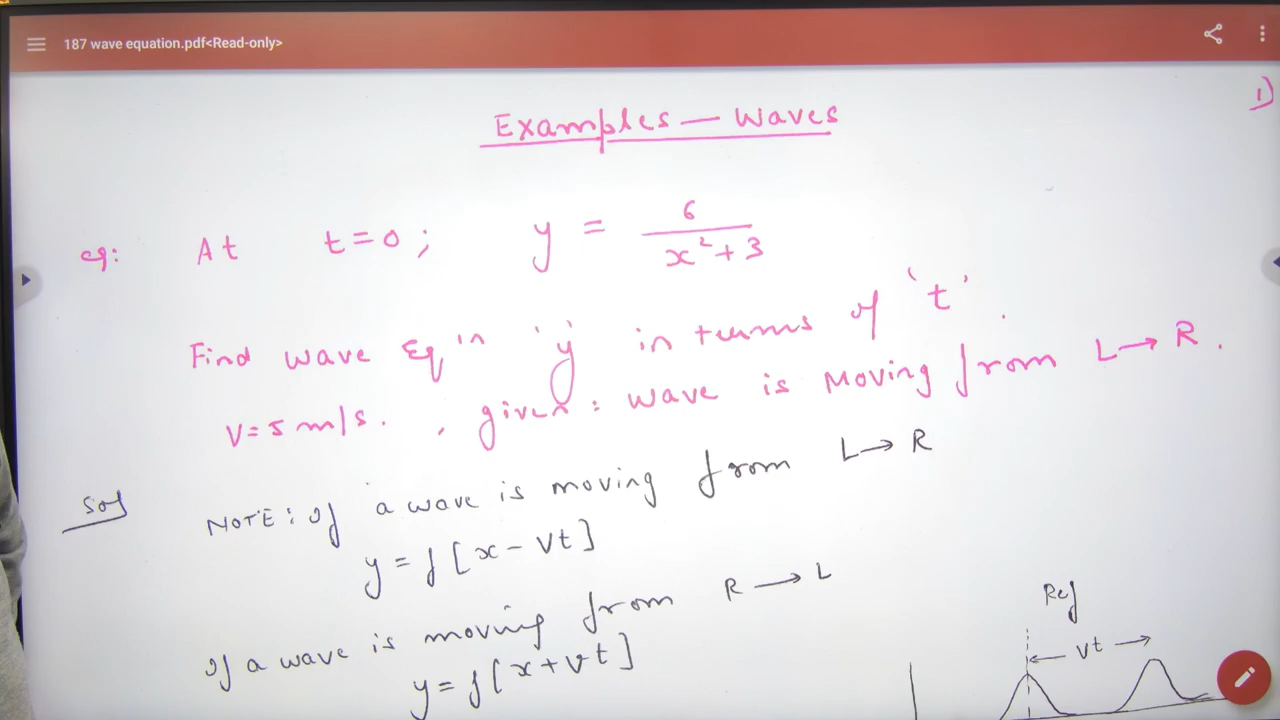 187 wave equation.pdf<Read-only>
1)
Examples — Waves
eg: At t=0; y = 6 / x² + 3
Find wave Eq'n 'y' in terms of 't'.
V=5 m/s. , given: wave is moving from L→R.
Sol NOTE: If a wave is moving from L→R
y = f[x - Vt]
If a wave is moving from R→L
y = f[x + vt]
Ref
vt